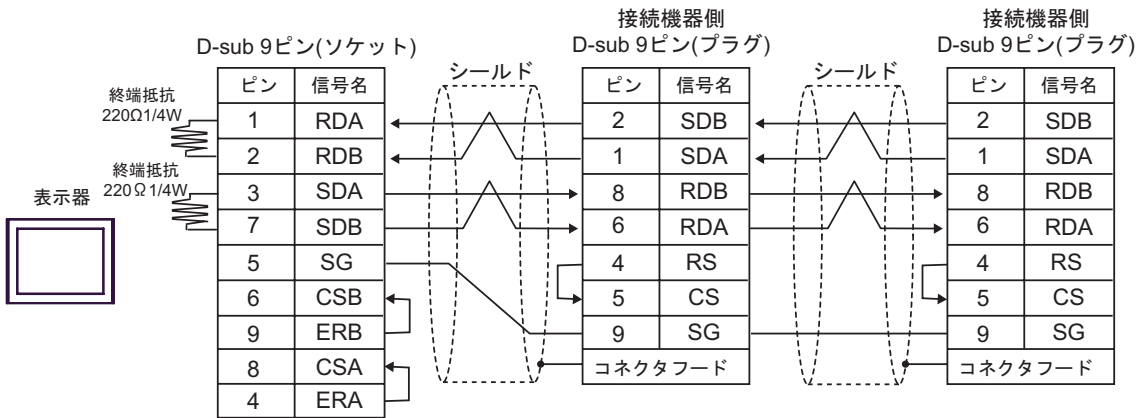 接続機器側
D-sub 9ピン(プラグ)
接続機器側
D-sub 9ピン(プラグ)
D-sub 9ピン(ソケット)
シールド
シールド
終端抵抗
220Ω1/4W
終端抵抗
220Ω1/4W
表示器
ピン 信号名
1 RDA
2 RDB
3 SDA
7 SDB
5 SG
6 CSB
9 ERB
8 CSA
4 ERA
ピン 信号名
2 SDB
1 SDA
8 RDB
6 RDA
4 RS
5 CS
9 SG
コネクタフード
ピン 信号名
2 SDB
1 SDA
8 RDB
6 RDA
4 RS
5 CS
9 SG
コネクタフード